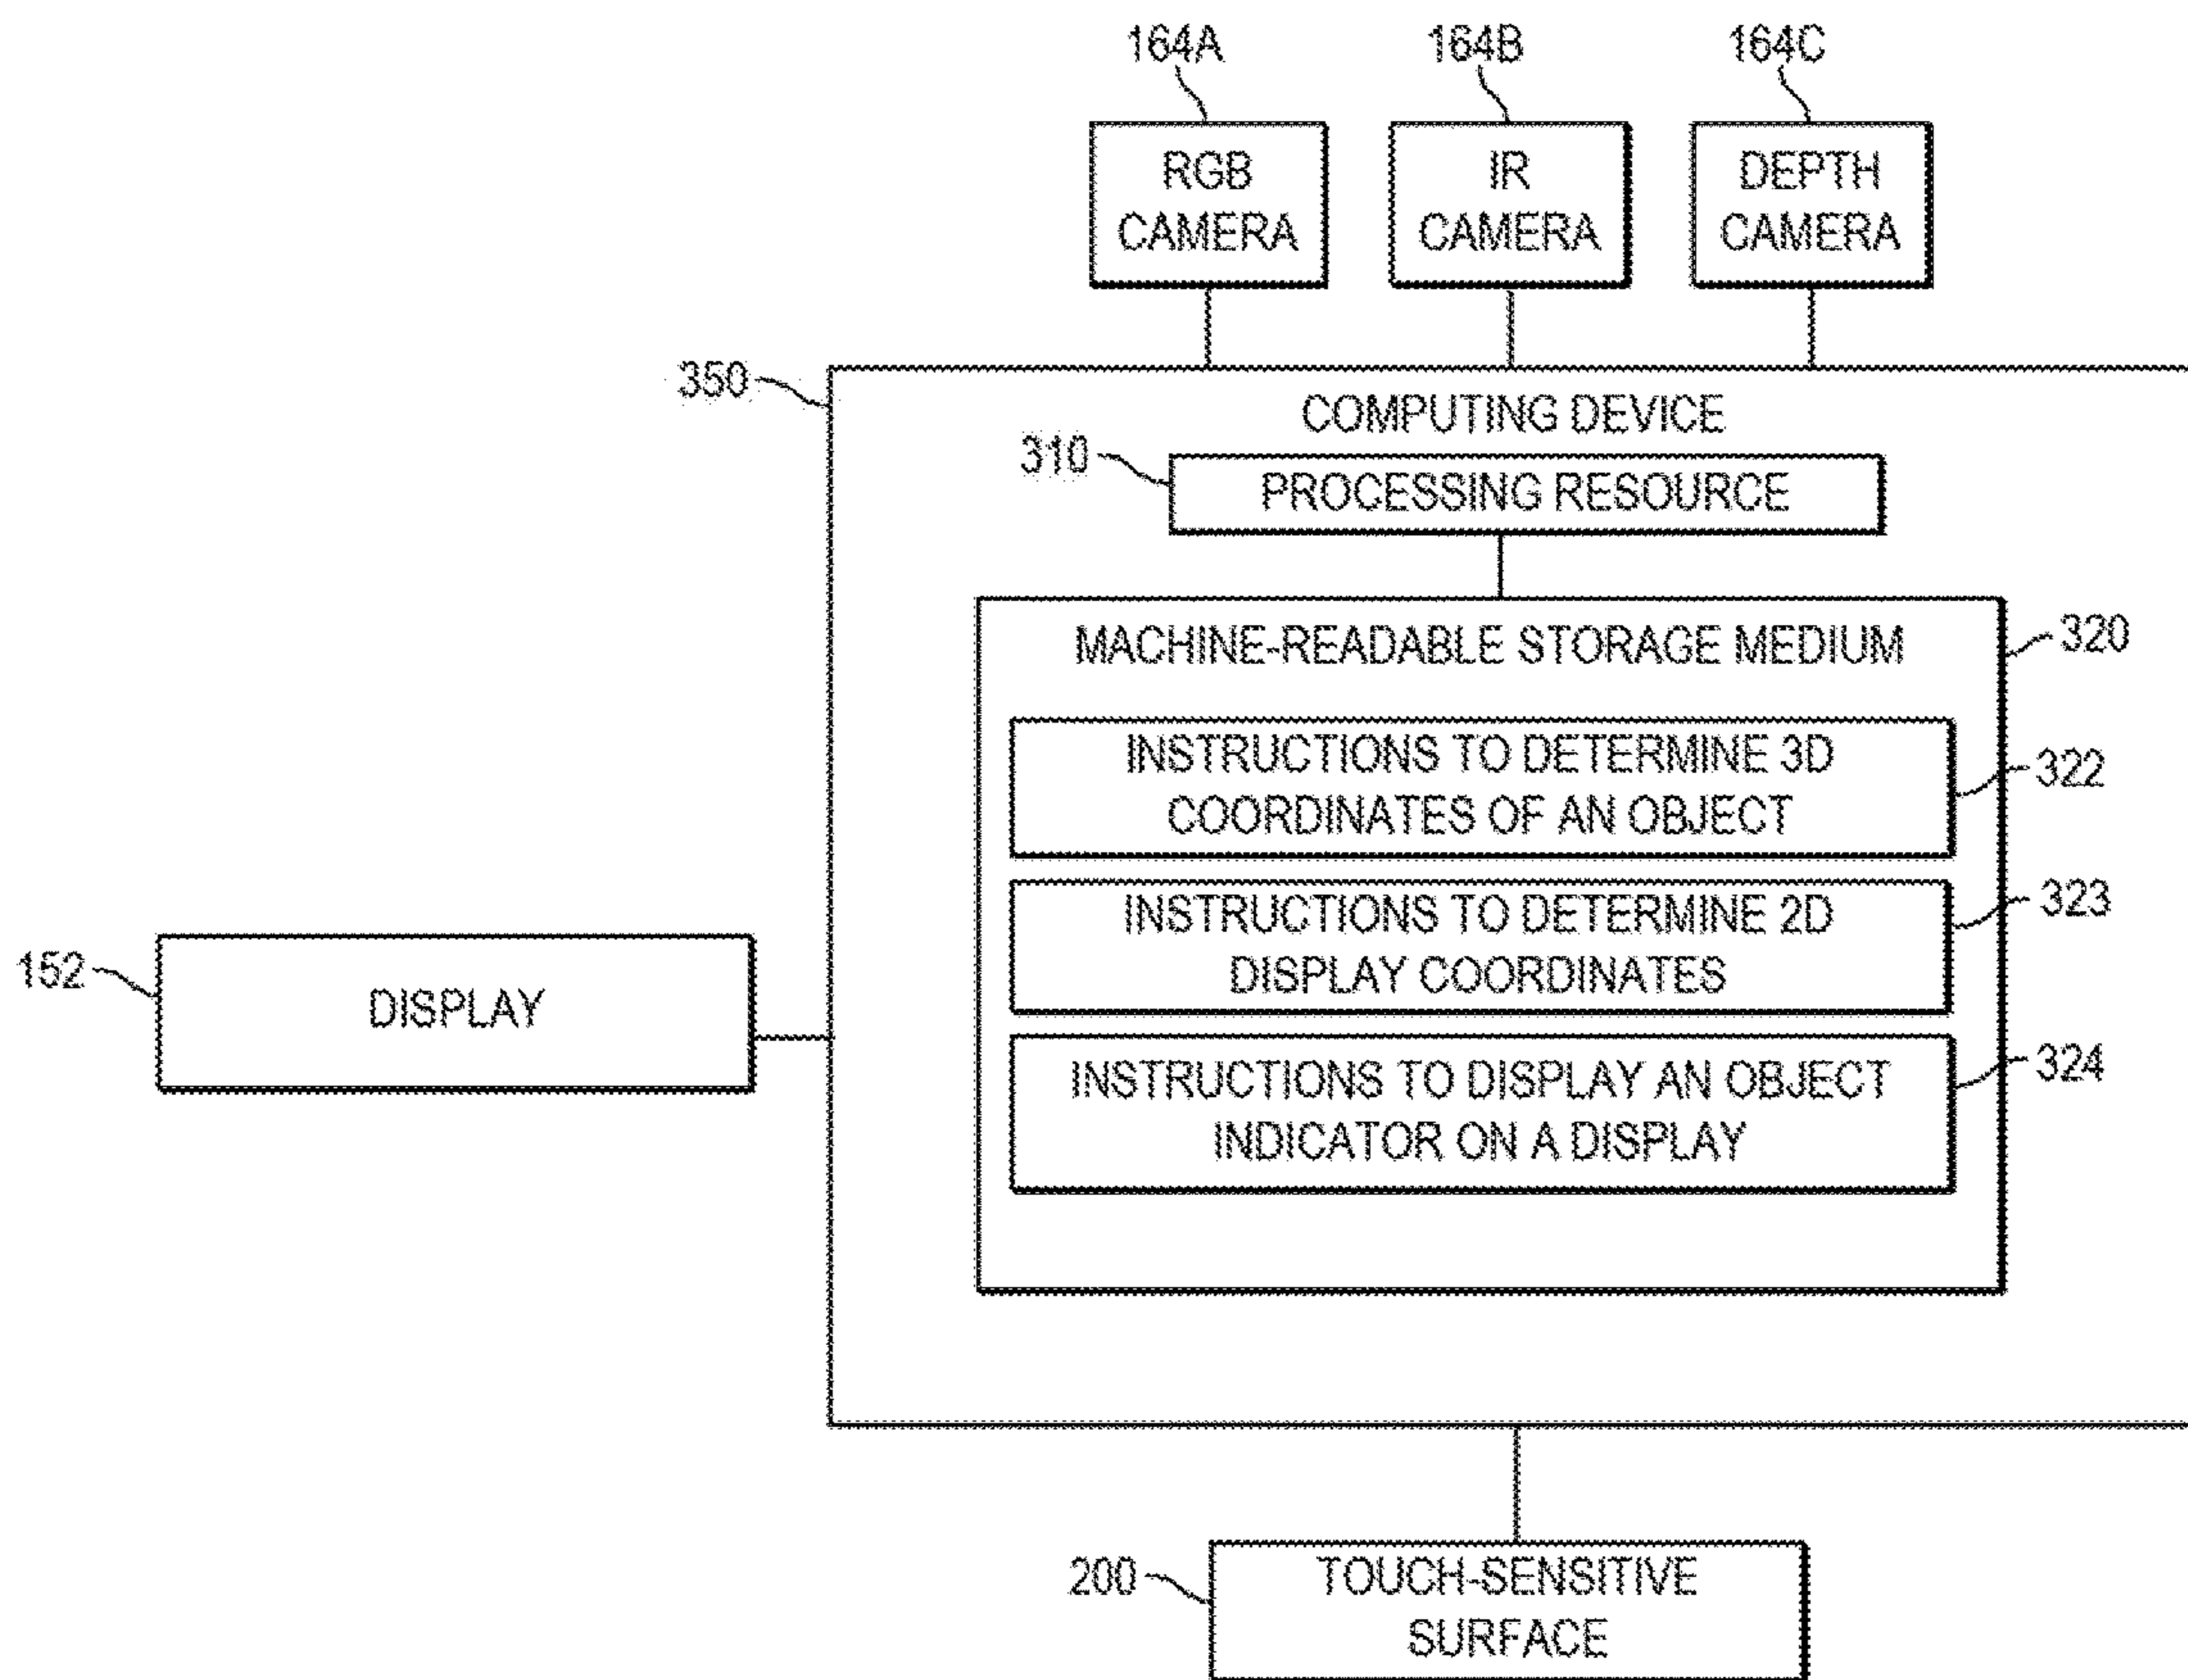 164A 164B 164C
RGB CAMERA
IR CAMERA
DEPTH CAMERA
350
COMPUTING DEVICE
310
PROCESSING RESOURCE
MACHINE-READABLE STORAGE MEDIUM
320
INSTRUCTIONS TO DETERMINE 3D
COORDINATES OF AN OBJECT
322
INSTRUCTIONS TO DETERMINE 2D
DISPLAY COORDINATES
323
152
DISPLAY
INSTRUCTIONS TO DISPLAY AN OBJECT
INDICATOR ON A DISPLAY
324
200
TOUCH-SENSITIVE
SURFACE